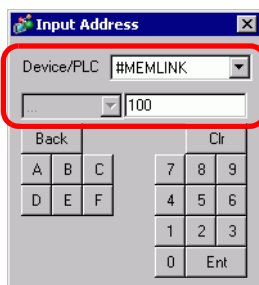 Input Address
Device/PLC #MEMLINK
... 100
Back Clr
A B C 7 8 9
D E F 4 5 6
1 2 3
0 Ent